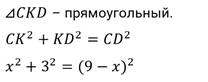 ⊿CKD − прямоугольный.
CK² + KD² = CD²
x² + 3² = (9 − x)²